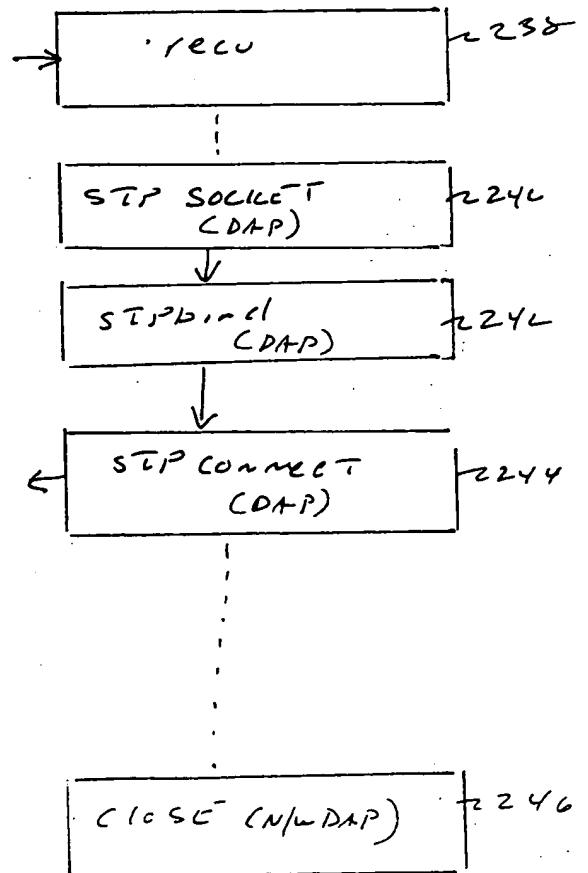 recv
238
STP SOCKET
(DAP)
242
STPbind
(DAP)
242
STP CONNECT
(DAP)
244
CLOSE (N/W DAP)
246